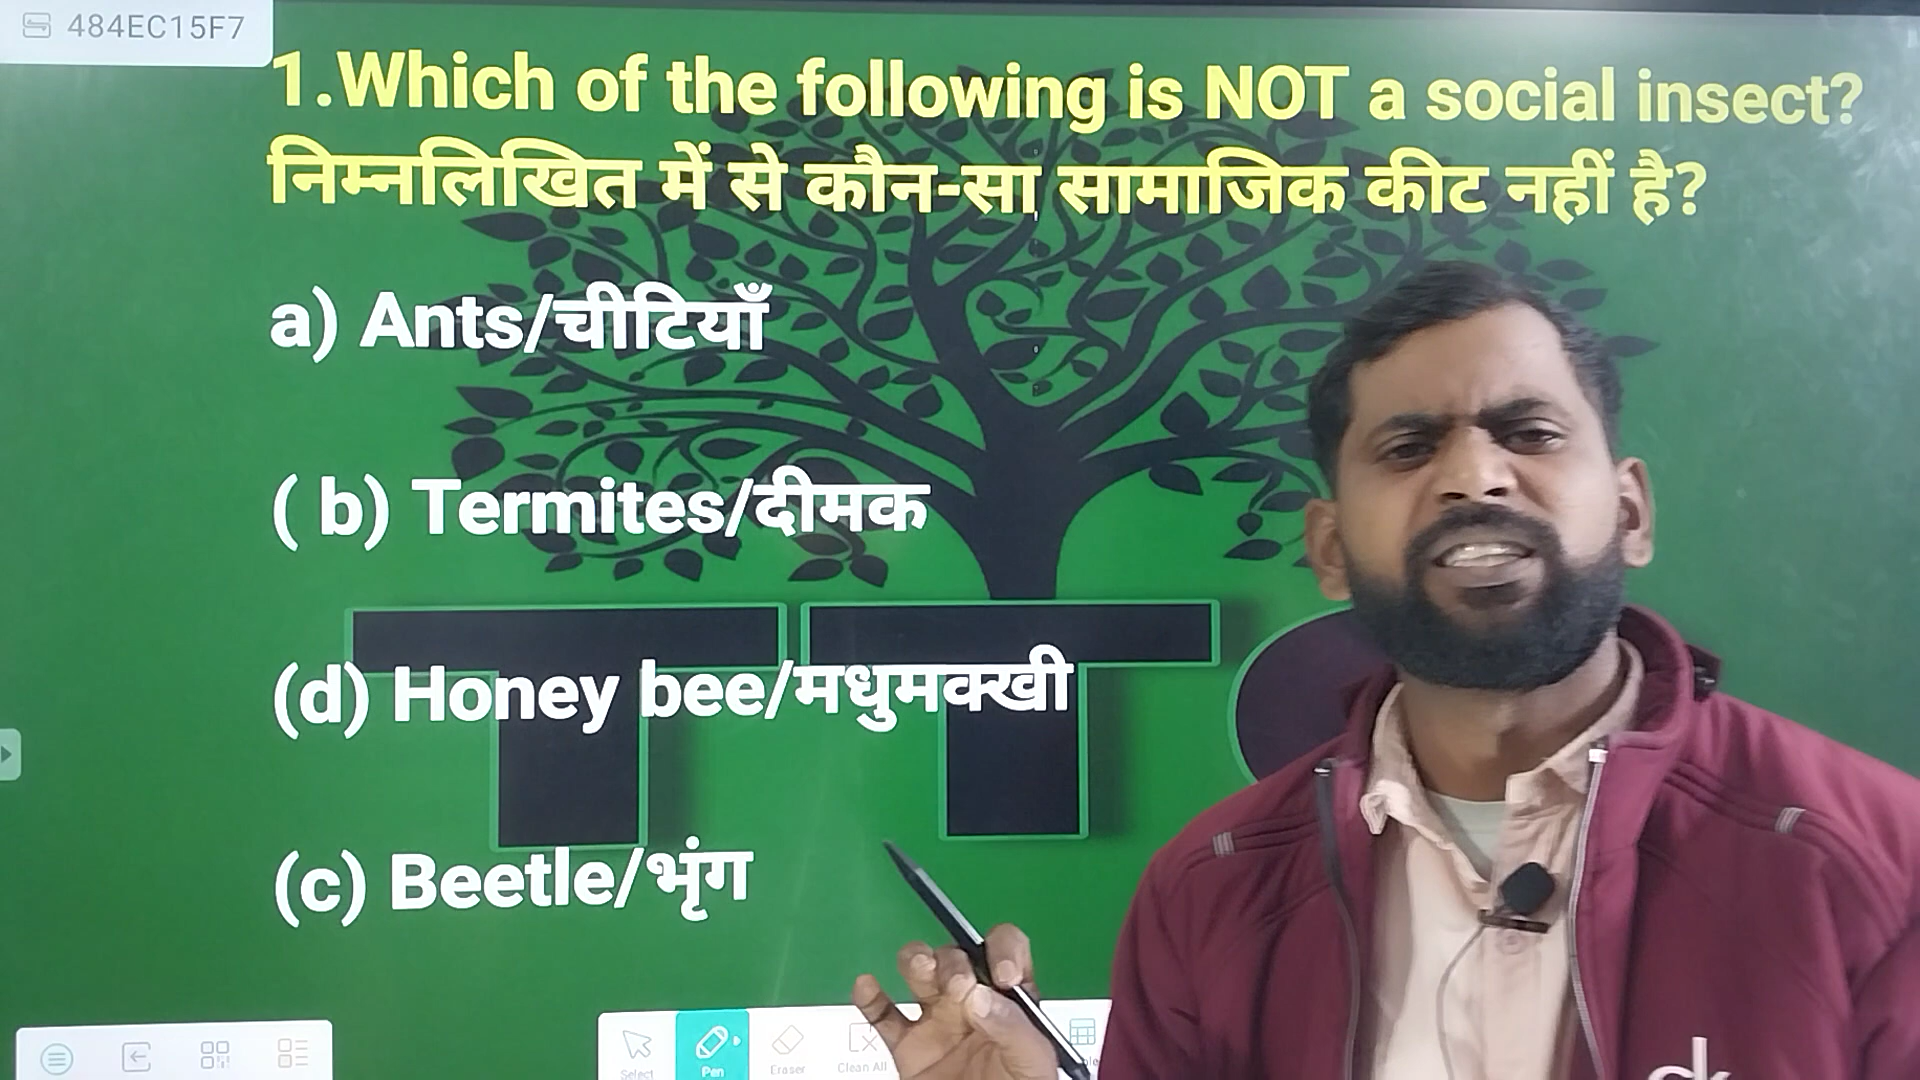 484EC15F7
1.Which of the following is NOT a social insect?
निम्नलिखित में से कौन-सा सामाजिक कीट नहीं है?
a) Ants/चीटियाँ
( b) Termites/दीमक
(d) Honey bee/मधुमक्खी
(c) Beetle/भृंग
Select Pen Eraser Clean All
ck